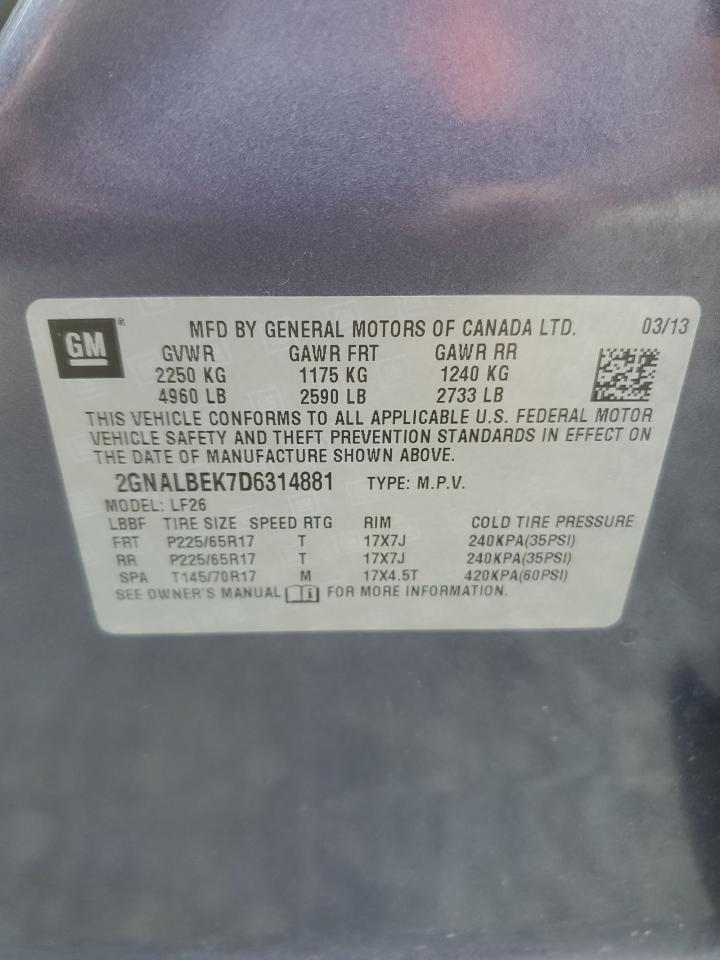 GM ® MFD BY GENERAL MOTORS OF CANADA LTD. 03/13
GVWR GAWR FRT GAWR RR
2250 KG 1175 KG 1240 KG
4960 LB 2590 LB 2733 LB
THIS VEHICLE CONFORMS TO ALL APPLICABLE U.S. FEDERAL MOTOR
VEHICLE SAFETY AND THEFT PREVENTION STANDARDS IN EFFECT ON
THE DATE OF MANUFACTURE SHOWN ABOVE.
2GNALBEK7D6314881 TYPE: M.P.V.
MODEL: LF26
LBBF TIRE SIZE SPEED RTG RIM COLD TIRE PRESSURE
FRT P225/65R17 T 17X7J 240KPA(35PSI)
RR P225/65R17 T 17X7J 240KPA(35PSI)
SPA T145/70R17 M 17X4.5T 420KPA(60PSI)
SEE OWNER'S MANUAL i FOR MORE INFORMATION.